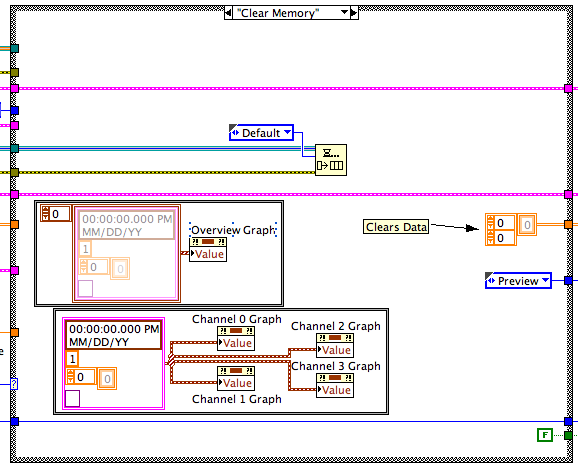 "Clear Memory"
Default
0
00:00:00.000 PM
MM/DD/YY
1
0
0
Overview Graph
Value
Clears Data
0
0
0
Preview
00:00:00.000 PM
MM/DD/YY
1
0
0
Channel 0 Graph
Value
Channel 2 Graph
Value
Value
Channel 1 Graph
Channel 3 Graph
Value
e
?
F